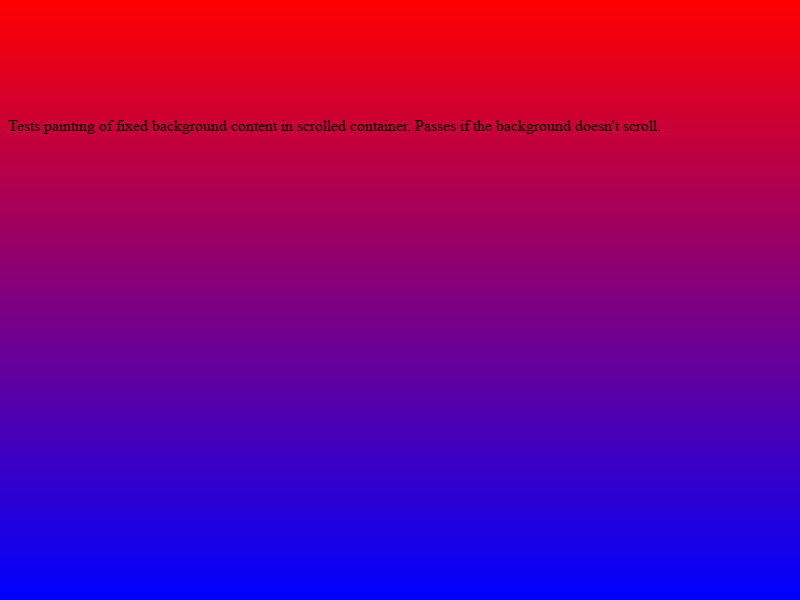 Tests painting of fixed background content in scrolled container. Passes if the background doesn't scroll.